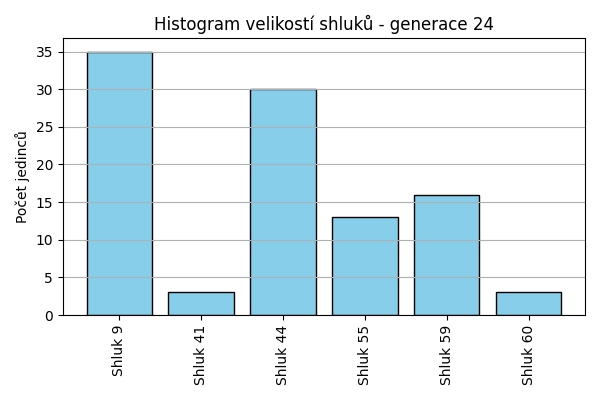 Histogram velikostí shluků - generace 24
Počet jedinců
35
30
25
20
15
10
5
0
Shluk 9
Shluk 41
Shluk 44
Shluk 55
Shluk 59
Shluk 60